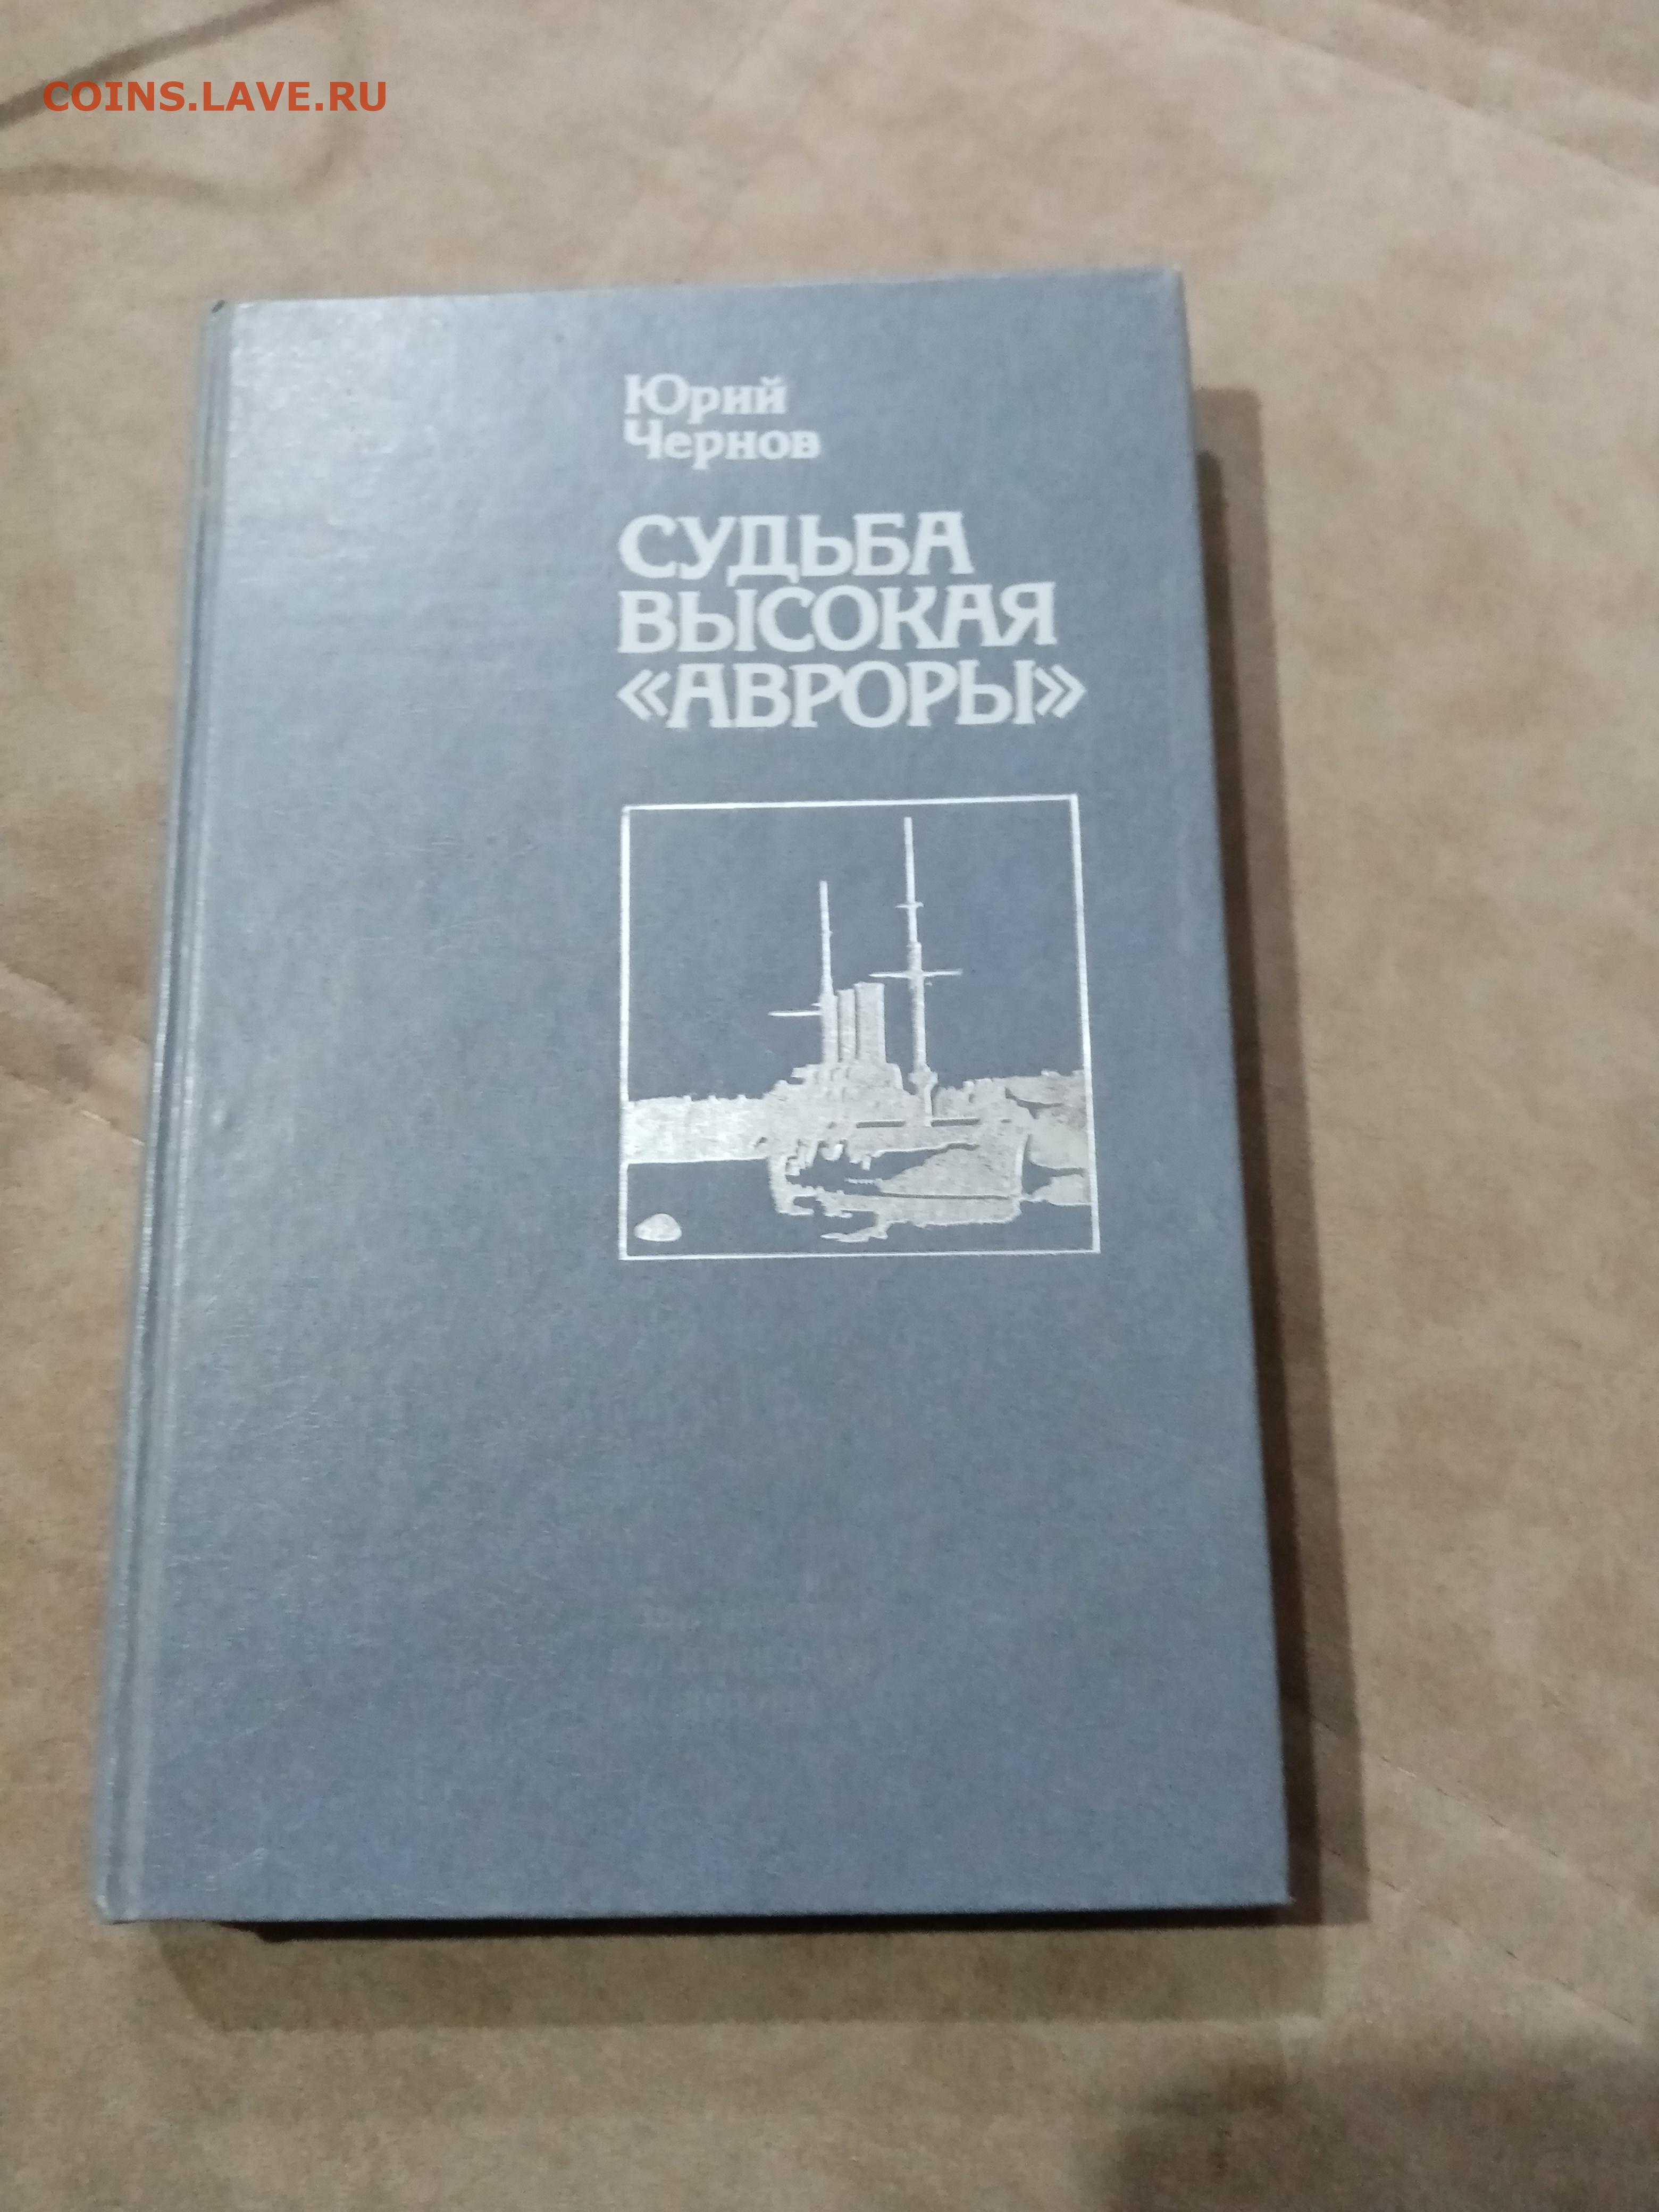 COINS.LAVE.RU
Юрий
Чернов
СУДЬБА
ВЫСОКАЯ
«АВРОРЫ»